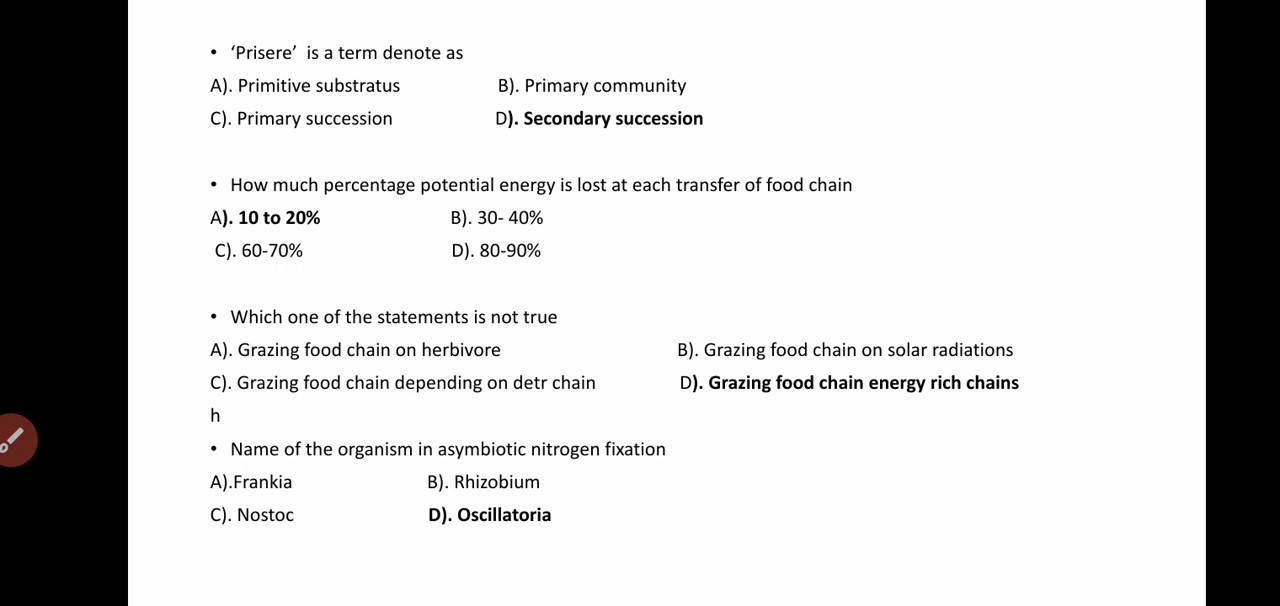 • ‘Prisere’ is a term denote as
A). Primitive substratus B). Primary community
C). Primary succession D). Secondary succession
• How much percentage potential energy is lost at each transfer of food chain
A). 10 to 20% B). 30- 40%
C). 60-70% D). 80-90%
• Which one of the statements is not true
A). Grazing food chain on herbivore B). Grazing food chain on solar radiations
C). Grazing food chain depending on detr chain D). Grazing food chain energy rich chains
h
• Name of the organism in asymbiotic nitrogen fixation
A).Frankia B). Rhizobium
C). Nostoc D). Oscillatoria